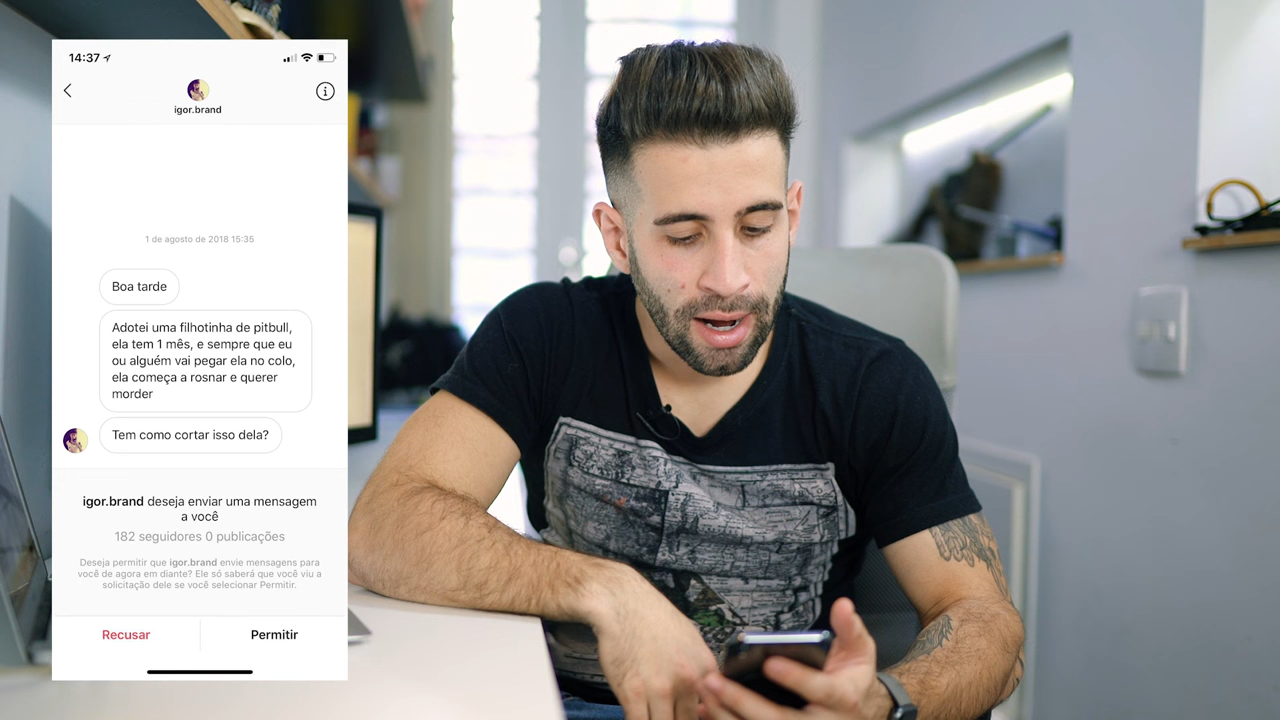 14:37
igor.brand
1 de agosto de 2018 15:35
Boa tarde
Adotei uma filhotinha de pitbull,
ela tem 1 mês, e sempre que eu
ou alguém vai pegar ela no colo,
ela começa a rosnar e querer
morder
Tem como cortar isso dela?
igor.brand deseja enviar uma mensagem
a você
182 seguidores 0 publicações
Deseja permitir que igor.brand envie mensagens para
você de agora em diante? Ele só saberá que você viu a
solicitação dele se você selecionar Permitir.
Recusar
Permitir